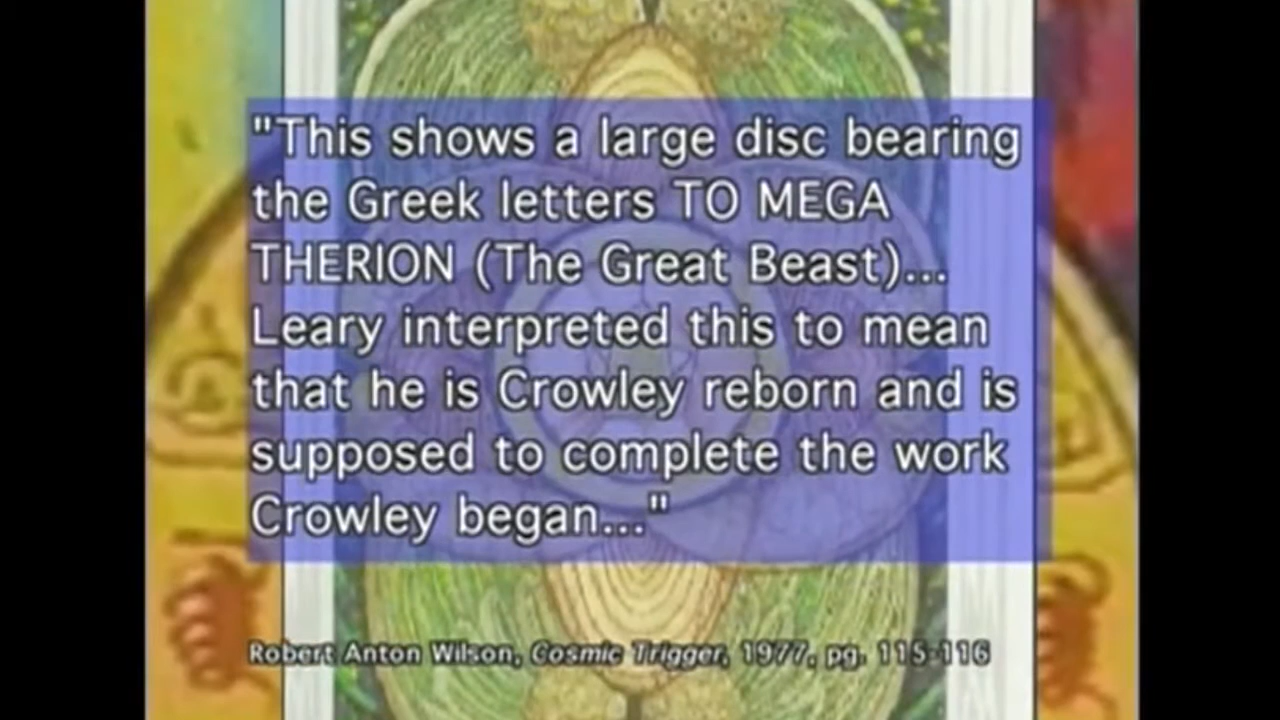 "This shows a large disc bearing
the Greek letters TO MEGA
THERION (The Great Beast)...
Leary interpreted this to mean
that he is Crowley reborn and is
supposed to complete the work
Crowley began..."
Robert Anton Wilson, Cosmic Trigger, 1977, pg. 115-116